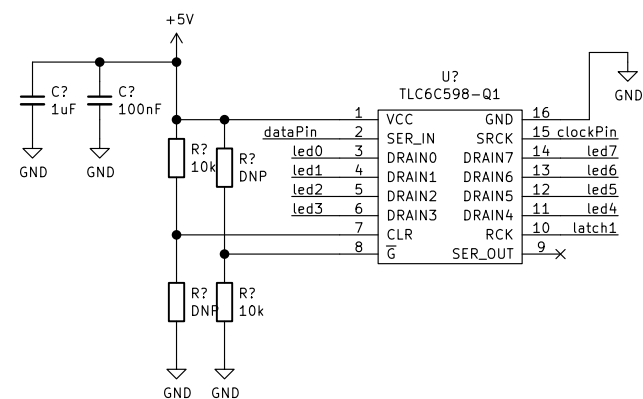 +5V
C?
1uF
C?
100nF
GND
GND
U?
TLC6C598-Q1
GND
1 VCC GND 16
dataPin 2 SER_IN SRCK 15 clockPin
led0 3 DRAIN0 DRAIN7 14 led7
led1 4 DRAIN1 DRAIN6 13 led6
led2 5 DRAIN2 DRAIN5 12 led5
led3 6 DRAIN3 DRAIN4 11 led4
7 CLR RCK 10 latch1
8 G SER_OUT 9
R?
10k
R?
DNP
R?
DNP
R?
10k
GND
GND